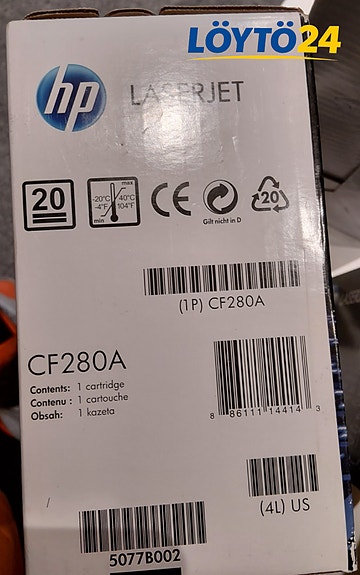 LÖYTÖ24
hp LASERJET
20
max
-20°C 40°C
-4°F 104°F
min
CE
Gilt nicht in D
20
(1P) CF280A
CF280A
Contents: 1 cartridge
Contenu : 1 cartouche
Obsah: 1 kazeta
8 86111 14414 3
(4L) US
5077B002